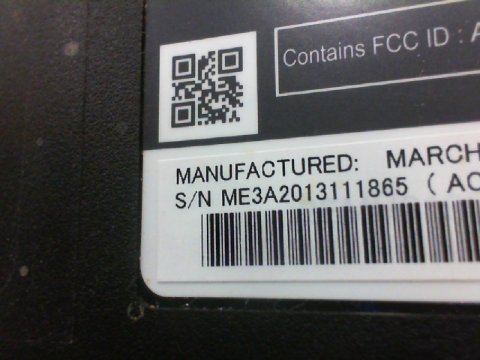 Contains FCC ID : A
MANUFACTURED: MARCH
S/N ME3A2013111865 ( AC